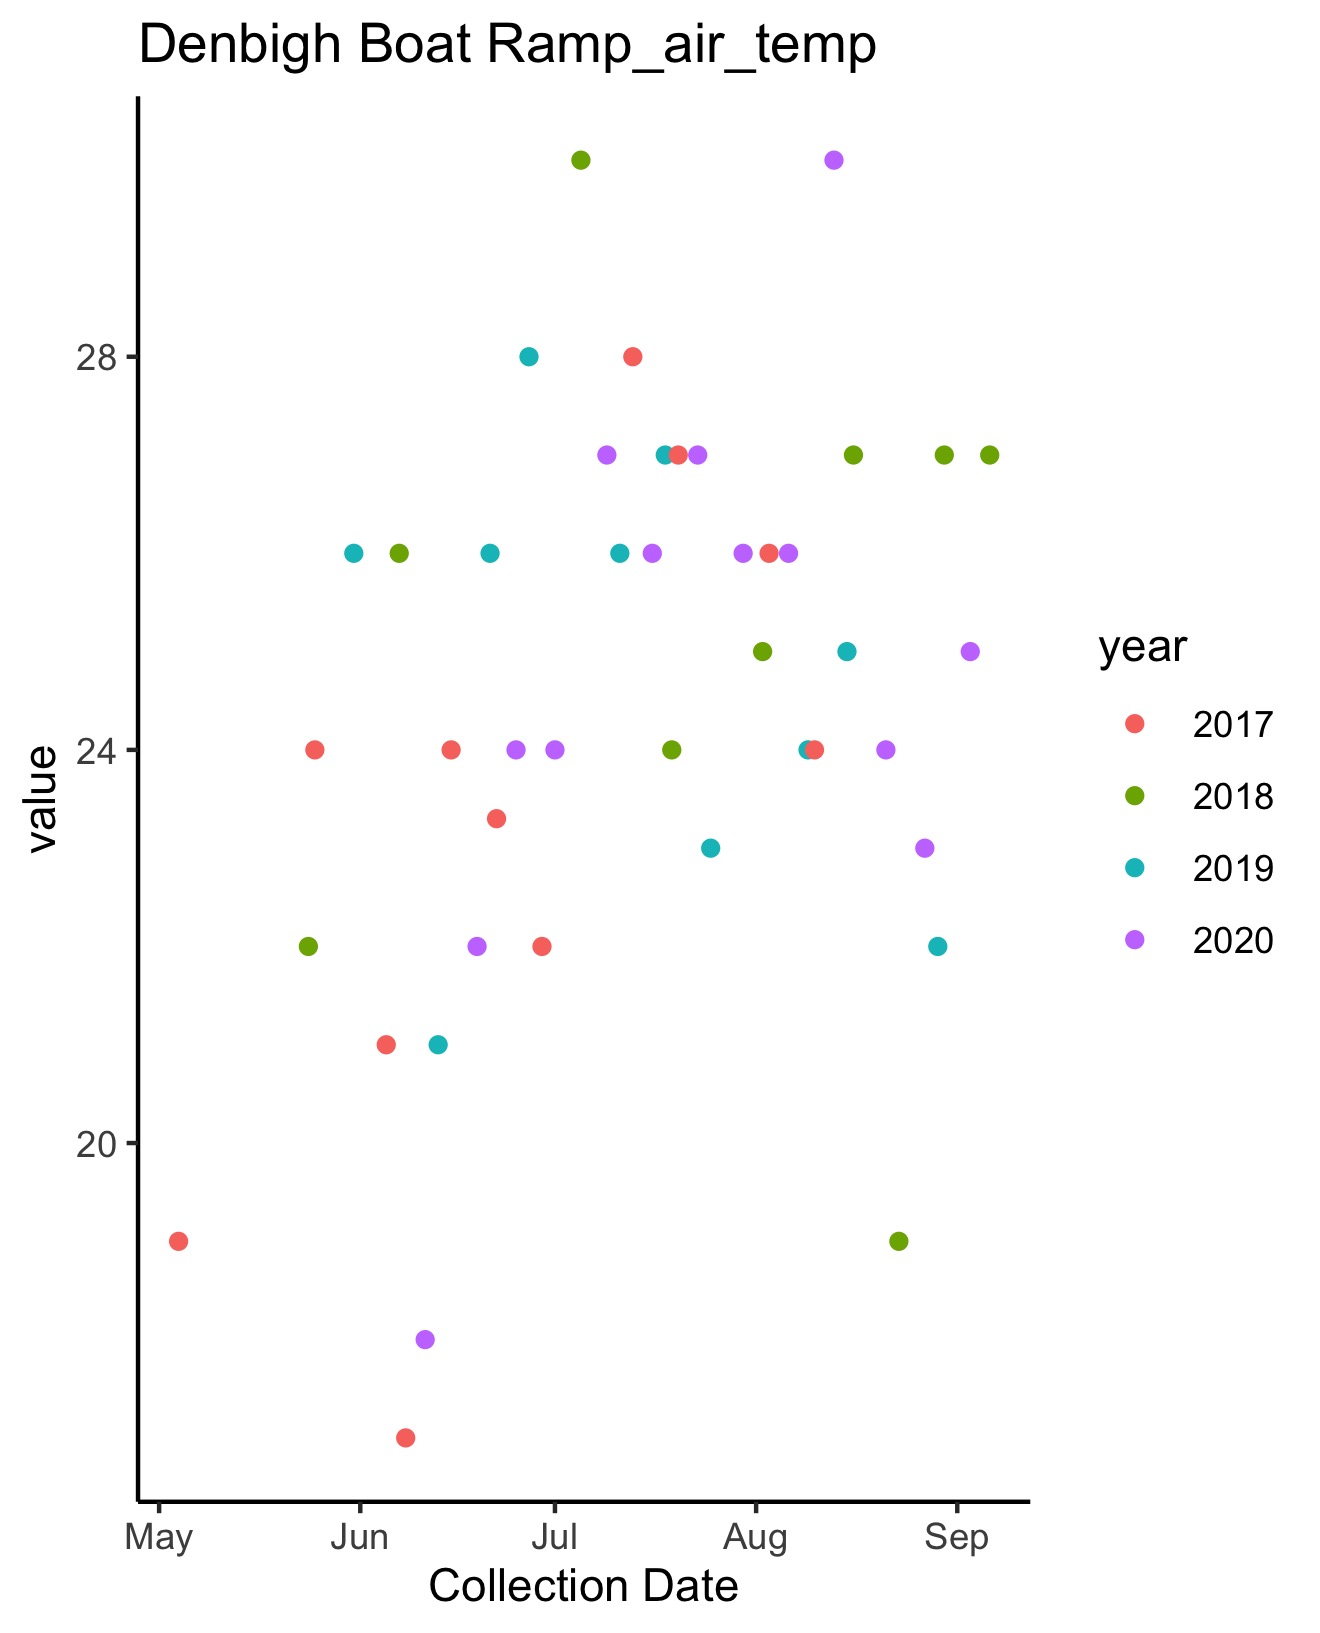 Denbigh Boat Ramp_air_temp
28
24
20
value
May Jun Jul Aug Sep
Collection Date
year
2017
2018
2019
2020